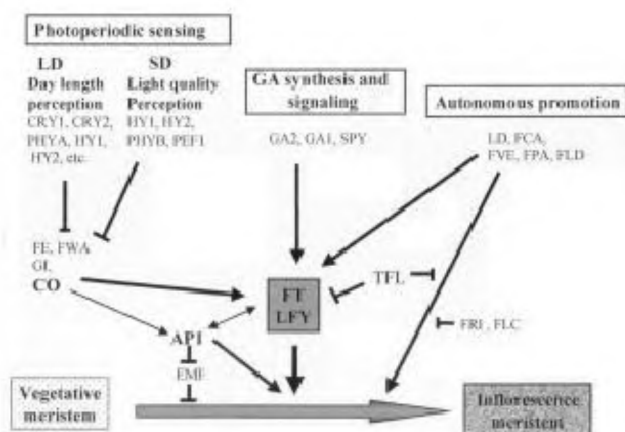 Photoperiodic sensing
LD
Day length
perception
CRY1, CRY2,
PHYA, HY1,
HY2, etc.
SD
Light quality
Perception
HY1, HY2,
PHYB, PEF1
GA synthesis and
signaling
GA2, GA1, SPY
Autonomous promotion
LD, FCA,
FVE, FPA, FLD
FE, FWA,
GI,
CO
FT
LFY
TFL
FRI, FLC
AP1
EMF
Vegetative
meristem
Inflorescence
meristem